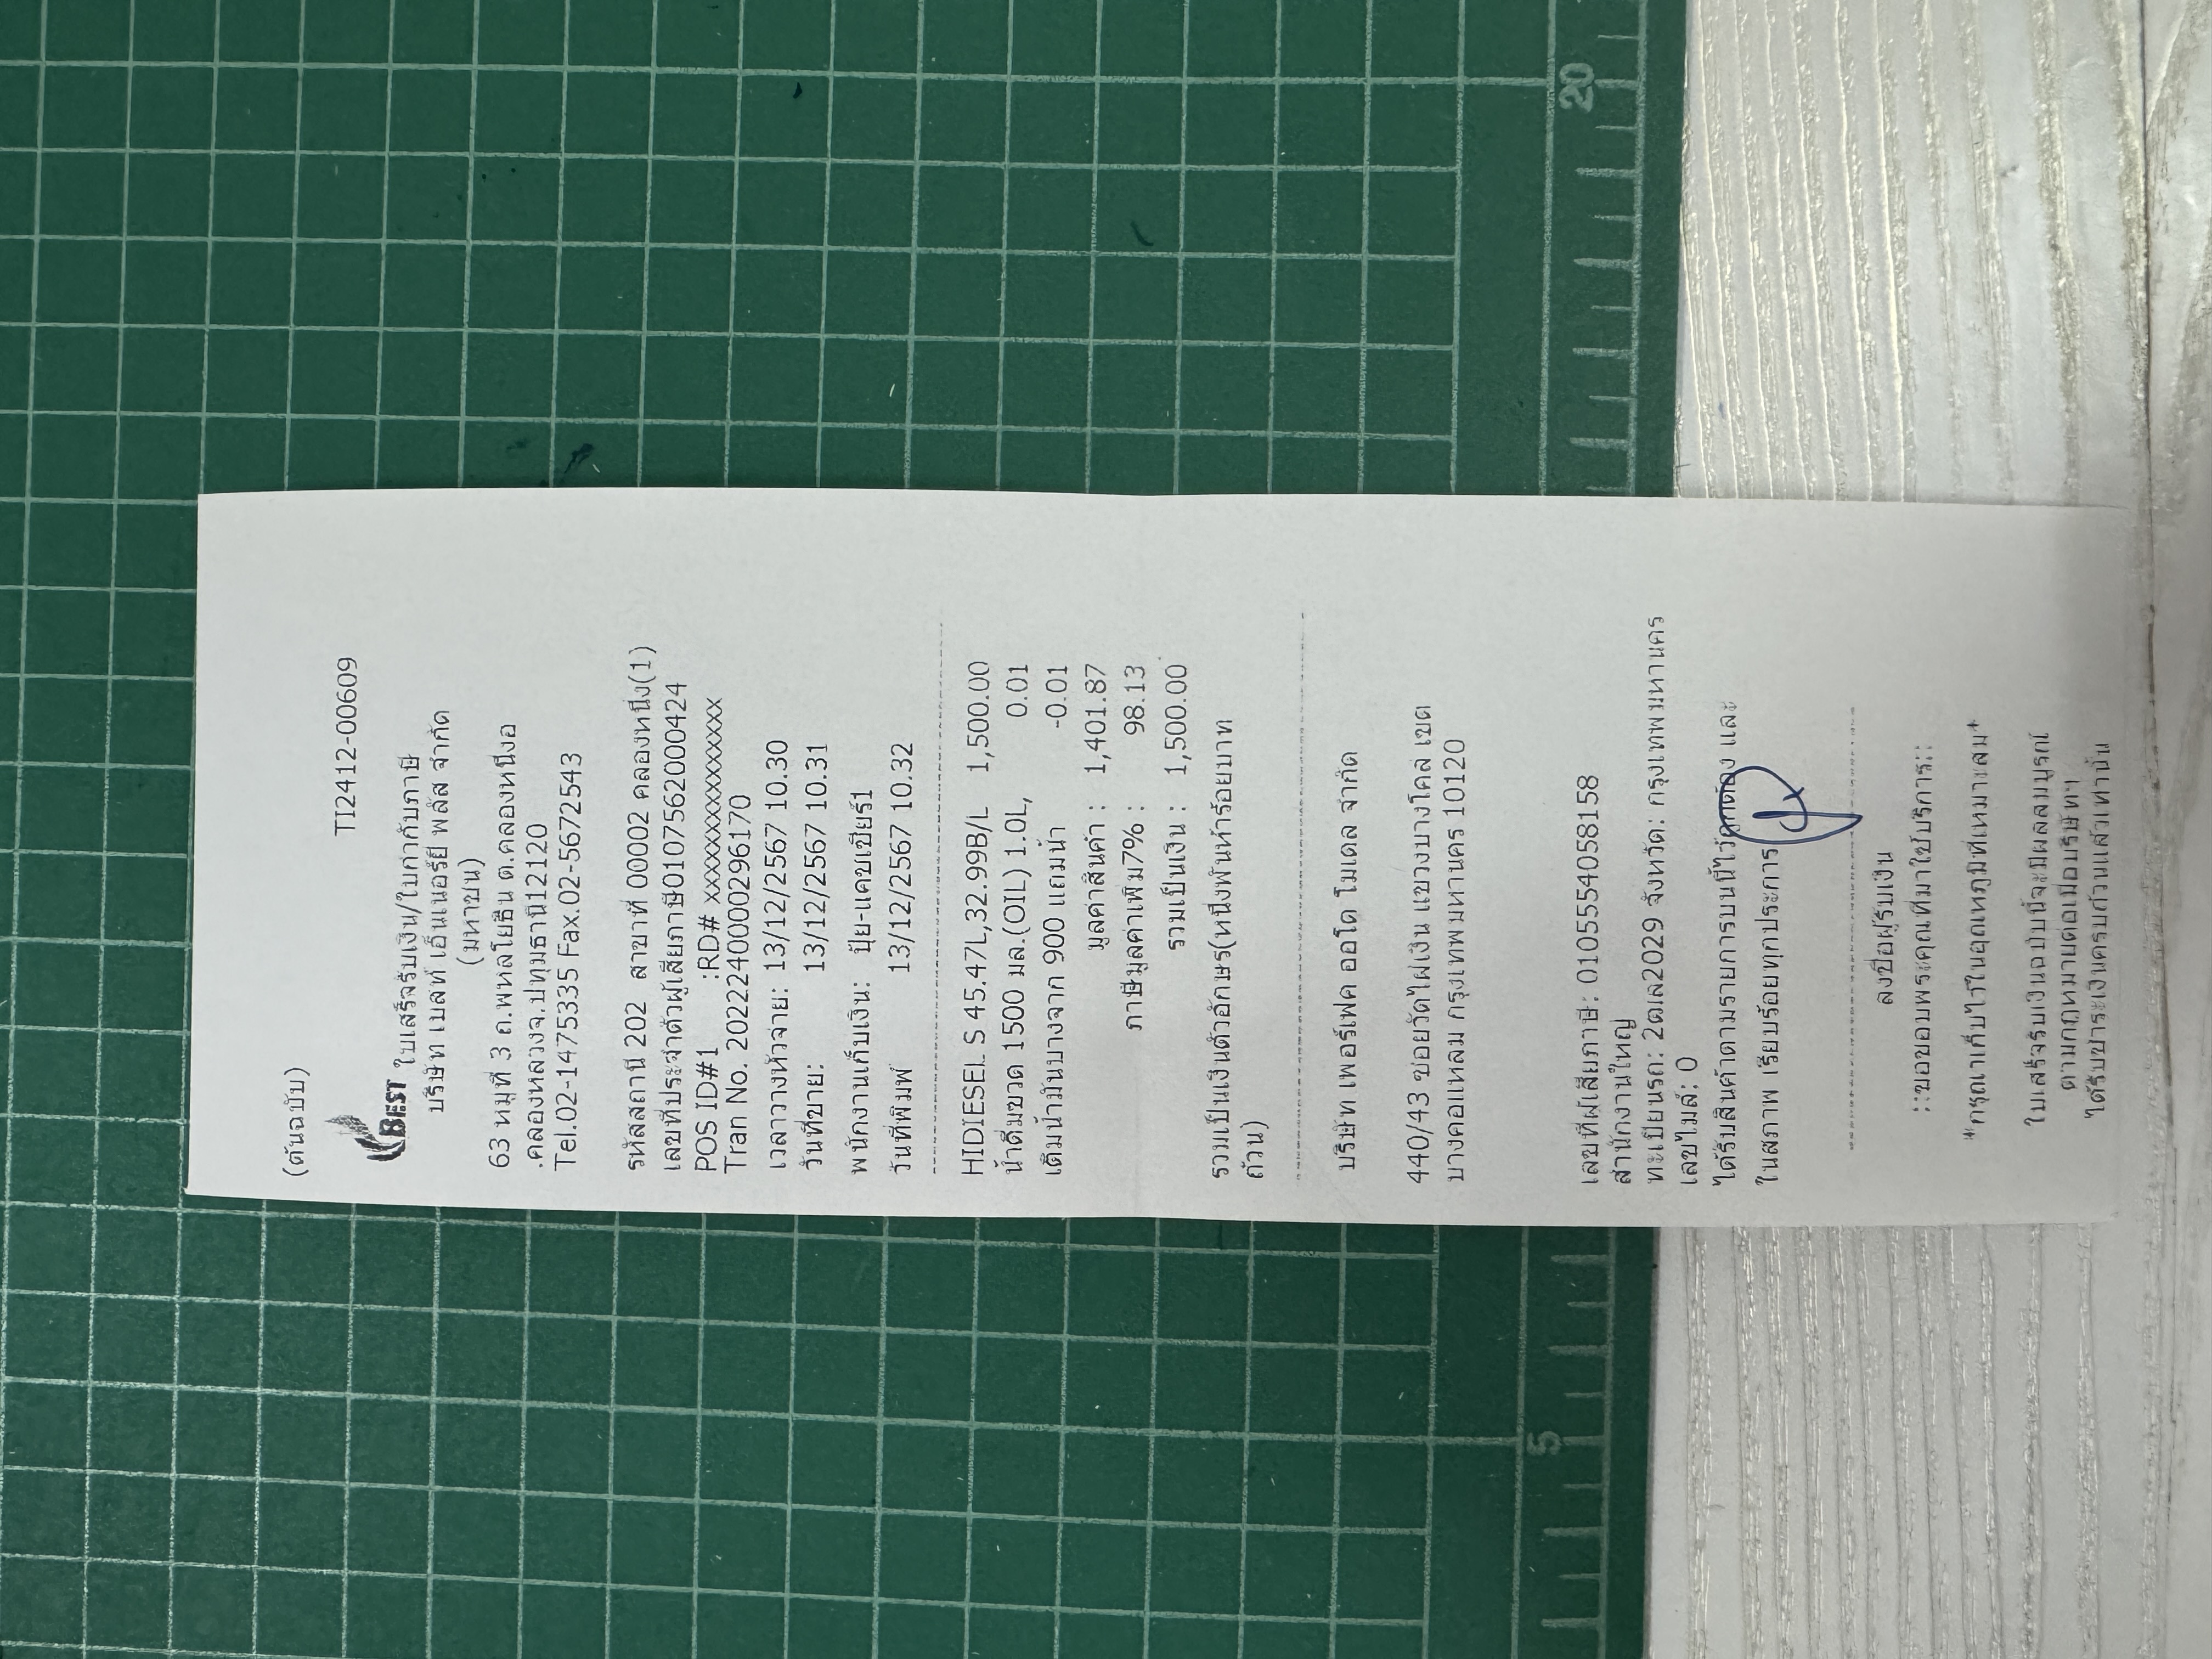 (ต้นฉบับ)
TI2412-00609
BEST ใบเสร็จรับเงิน/ใบกำกับภาษี
บริษัท เบสท์ เอ็นเนอร์ยี พลัส จำกัด
(มหาชน)
63 หมู่ที่ 3 ถ.พหลโยธิน ต.คลองหนึ่งอ
.คลองหลวงจ.ปทุมธานี12120
Tel.02-1475335 Fax.02-5672543
รหัสสถานี 202 สาขาที่ 00002 คลองหนึ่ง(1)
เลขที่ประจำตัวผู้เสียภาษี0107562000424
POS ID#1 :RD# xxxxxxxxxxxxxxx
Tran No. 2022240000296170
เวลาวางหัวจ่าย: 13/12/2567 10.30
วันที่ขาย: 13/12/2567 10.31
พนักงานเก็บเงิน: ปุ้ย-แคชเชียร์1
วันที่พิมพ์ 13/12/2567 10.32
HIDIESEL S 45.47L,32.99B/L 1,500.00
น้ำดื่มขวด 1500 มล.(OIL) 1.0L, 0.01
เติมน้ำมันบางจาก 900 แถมน้ำ -0.01
มูลค่าสินค้า : 1,401.87
ภาษีมูลค่าเพิ่ม7% : 98.13
รวมเป็นเงิน : 1,500.00
รวมเป็นเงินตัวอักษร(หนึ่งพันห้าร้อยบาท
ถ้วน)
บริษัท เพอร์เฟค ออโต โมเดล จำกัด
440/43 ซอยวัดไผ่เงิน แขวงบางโคล่ เขต
บางคอแหลม กรุงเทพมหานคร 10120
เลขที่ผู้เสียภาษี: 0105554058158
สำนักงานใหญ่
ทะเบียนรถ: 2ฒล2029 จังหวัด: กรุงเทพมหานคร
เลขไมล์: 0
ได้รับสินค้าตามรายการบนนี้ไว้ถูกต้อง และ
ในสภาพ เรียบร้อยทุกประการ
ลงชื่อผู้รับเงิน
::ขอขอบพระคุณที่มาใช้บริการ::
*กรุณาเก็บไว้ในอุณหภูมิที่เหมาะสม*
ใบเสร็จรับเงินฉบับนี้จะมีผลสมบูรณ์
ตามกฎหมายต่อเมื่อบริษัทฯ
ได้รับชำระเงินครบถ้วนแล้วเท่านั้น
5
20